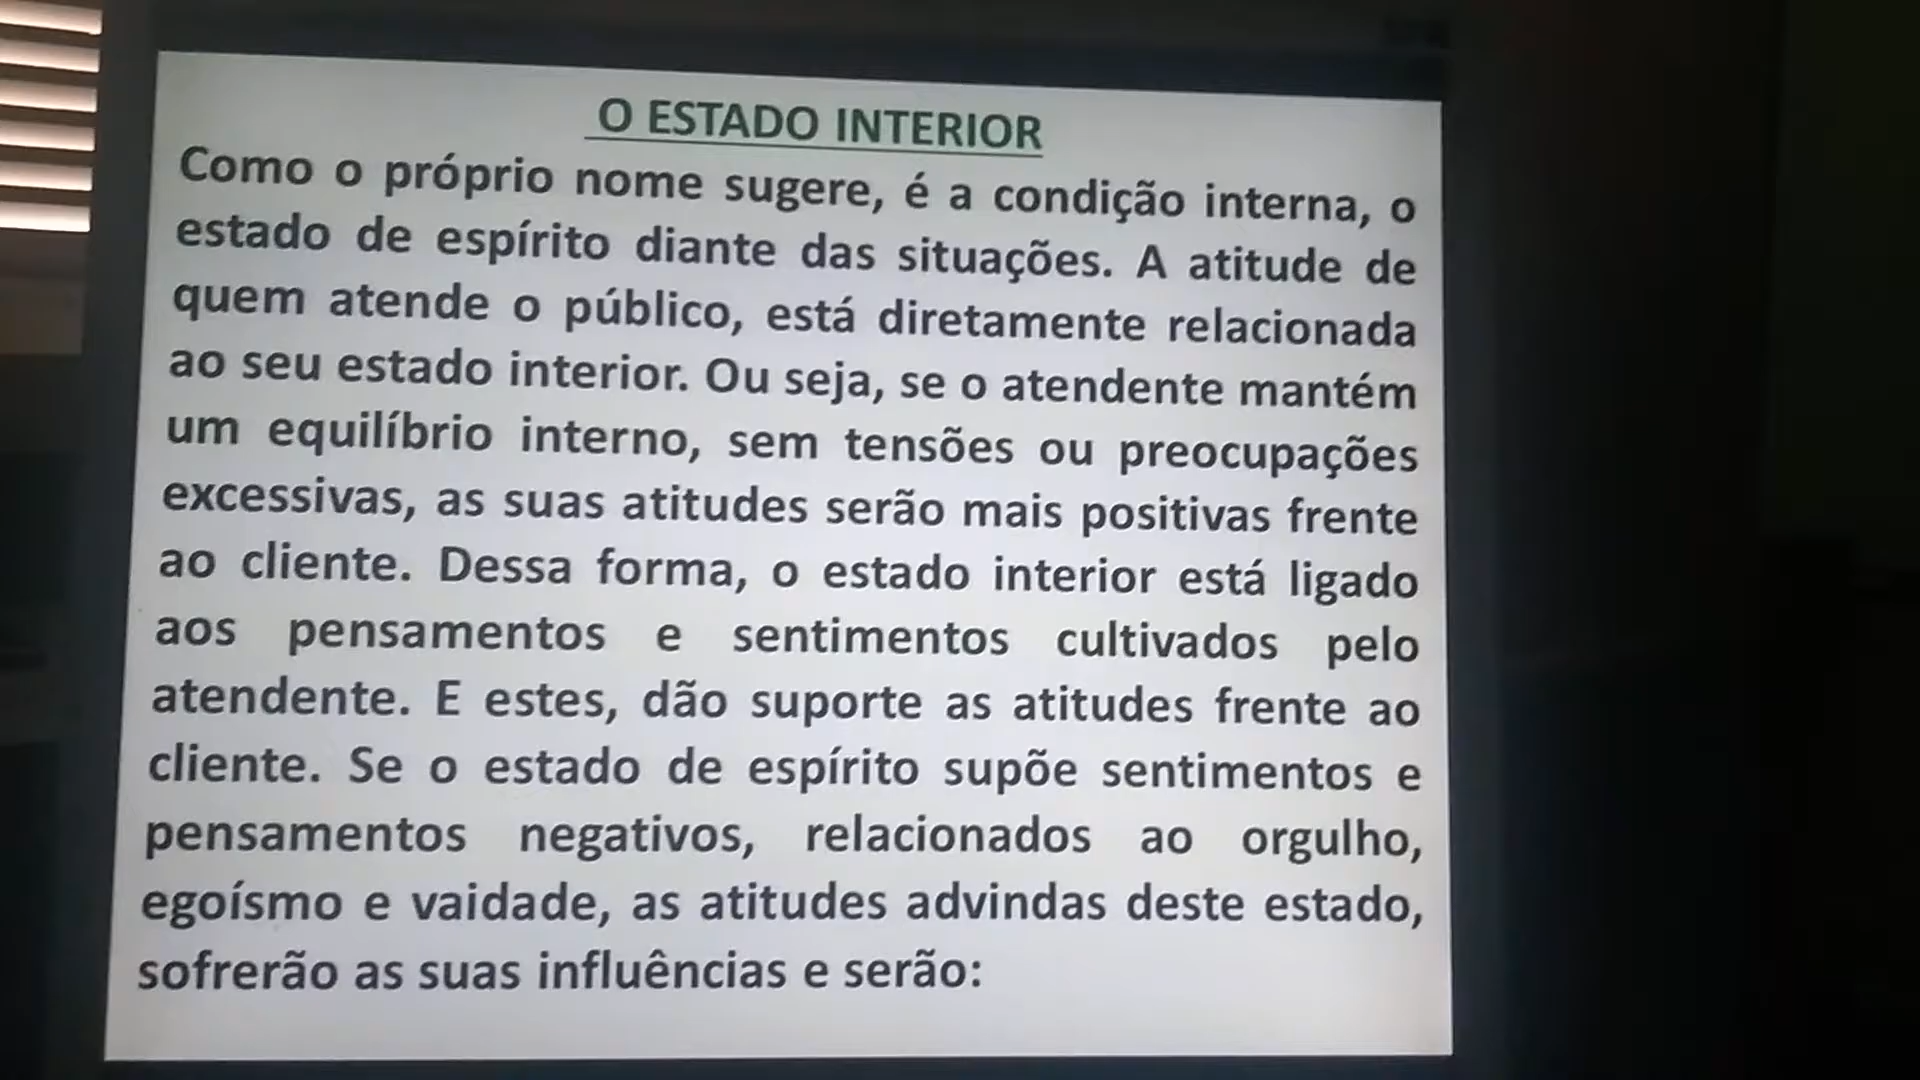 O ESTADO INTERIOR
Como o próprio nome sugere, é a condição interna, o
estado de espírito diante das situações. A atitude de
quem atende o público, está diretamente relacionada
ao seu estado interior. Ou seja, se o atendente mantém
um equilíbrio interno, sem tensões ou preocupações
excessivas, as suas atitudes serão mais positivas frente
ao cliente. Dessa forma, o estado interior está ligado
aos pensamentos e sentimentos cultivados pelo
atendente. E estes, dão suporte as atitudes frente ao
cliente. Se o estado de espírito supõe sentimentos e
pensamentos negativos, relacionados ao orgulho,
egoísmo e vaidade, as atitudes advindas deste estado,
sofrerão as suas influências e serão: